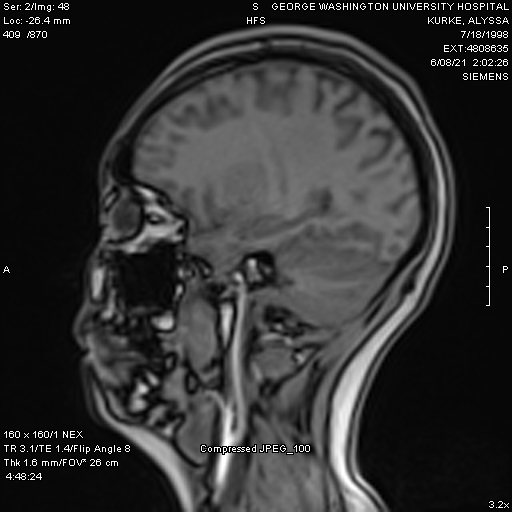 Ser: 2/Img: 48
Loc: -26.4 mm
409 /870
S GEORGE WASHINGTON UNIVERSITY HOSPITAL
HFS KURKE, ALYSSA
7/18/1998
EXT:4808635
6/08/21 2:02:26
SIEMENS
A
P
160 x 160/1 NEX
TR 3.1/TE 1.4/Flip Angle 8
Thk 1.6 mm/FOV* 26 cm
4:48:24
Compressed JPEG_100
3.2x